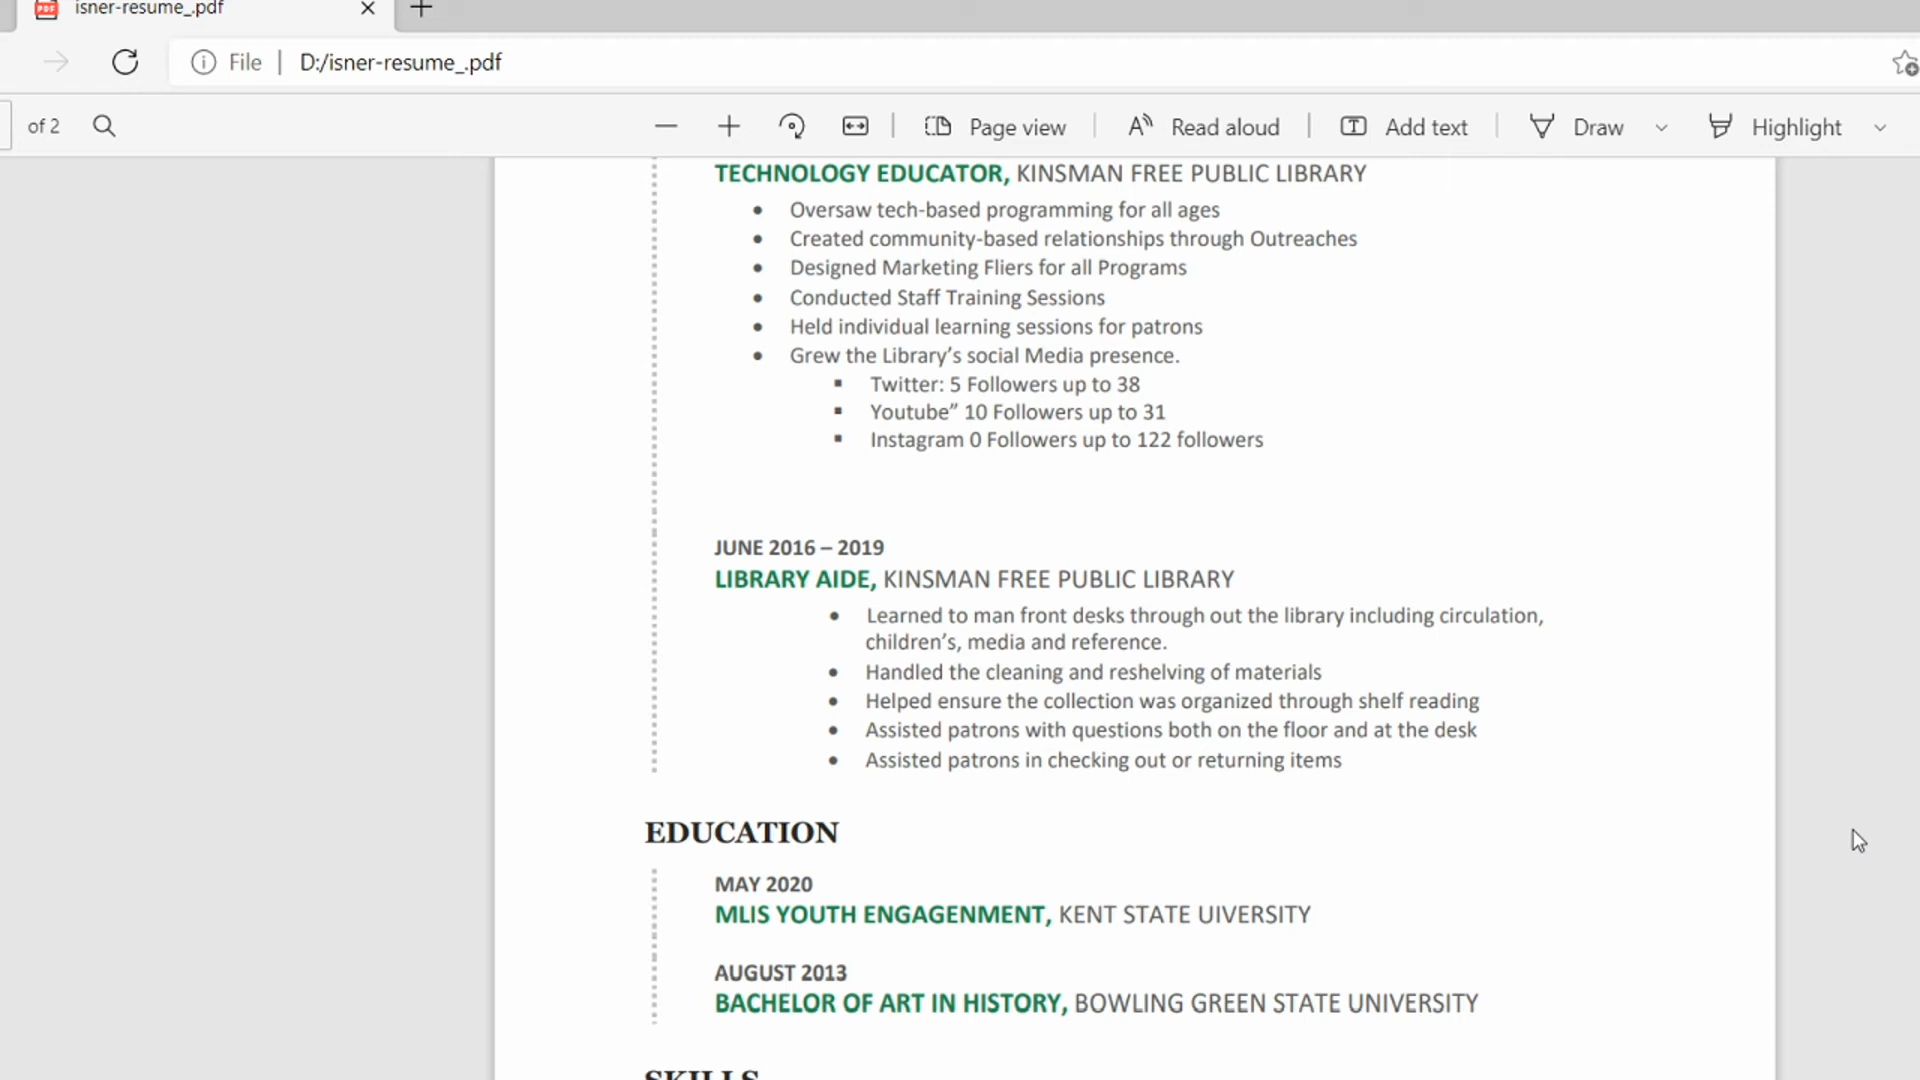 isner-resume_.pdf
File | D:/isner-resume_.pdf
of 2 Page view Read aloud Add text Draw Highlight
TECHNOLOGY EDUCATOR, KINSMAN FREE PUBLIC LIBRARY
• Oversaw tech-based programming for all ages
• Created community-based relationships through Outreaches
• Designed Marketing Fliers for all Programs
• Conducted Staff Training Sessions
• Held individual learning sessions for patrons
• Grew the Library’s social Media presence.
▪ Twitter: 5 Followers up to 38
▪ Youtube” 10 Followers up to 31
▪ Instagram 0 Followers up to 122 followers
JUNE 2016 – 2019
LIBRARY AIDE, KINSMAN FREE PUBLIC LIBRARY
• Learned to man front desks through out the library including circulation,
children’s, media and reference.
• Handled the cleaning and reshelving of materials
• Helped ensure the collection was organized through shelf reading
• Assisted patrons with questions both on the floor and at the desk
• Assisted patrons in checking out or returning items
EDUCATION
MAY 2020
MLIS YOUTH ENGAGENMENT, KENT STATE UIVERSITY
AUGUST 2013
BACHELOR OF ART IN HISTORY, BOWLING GREEN STATE UNIVERSITY
SKILLS